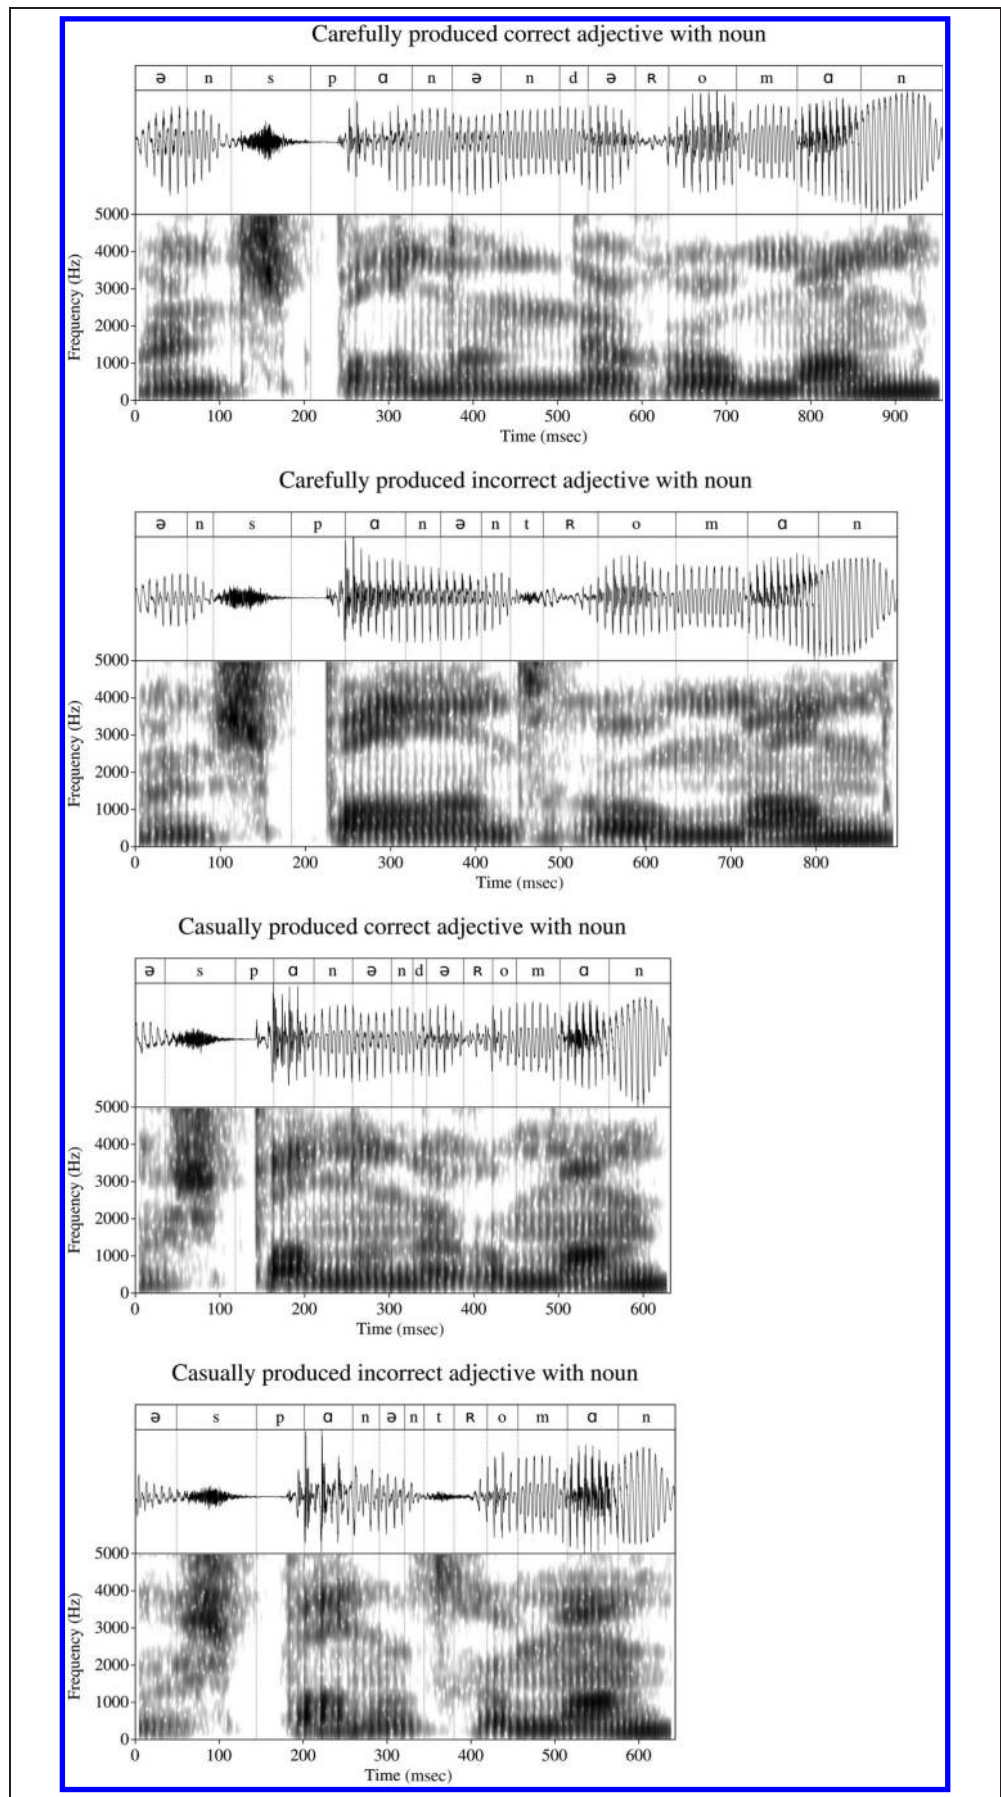 Carefully produced correct adjective with noun
ə n s p ɑ n ə n d ə ʀ o m ɑ n
5000
4000
3000
2000
1000
0
Frequency (Hz)
0 100 200 300 400 500 600 700 800 900
Time (msec)
Carefully produced incorrect adjective with noun
ə n s p ɑ n ə n t ʀ o m ɑ n
5000
4000
3000
2000
1000
0
Frequency (Hz)
0 100 200 300 400 500 600 700 800
Time (msec)
Casually produced correct adjective with noun
ə s p ɑ n ə n d ə ʀ o m ɑ n
5000
4000
3000
2000
1000
0
Frequency (Hz)
0 100 200 300 400 500 600
Time (msec)
Casually produced incorrect adjective with noun
ə s p ɑ n ə n t ʀ o m ɑ n
5000
4000
3000
2000
1000
0
Frequency (Hz)
0 100 200 300 400 500 600
Time (msec)